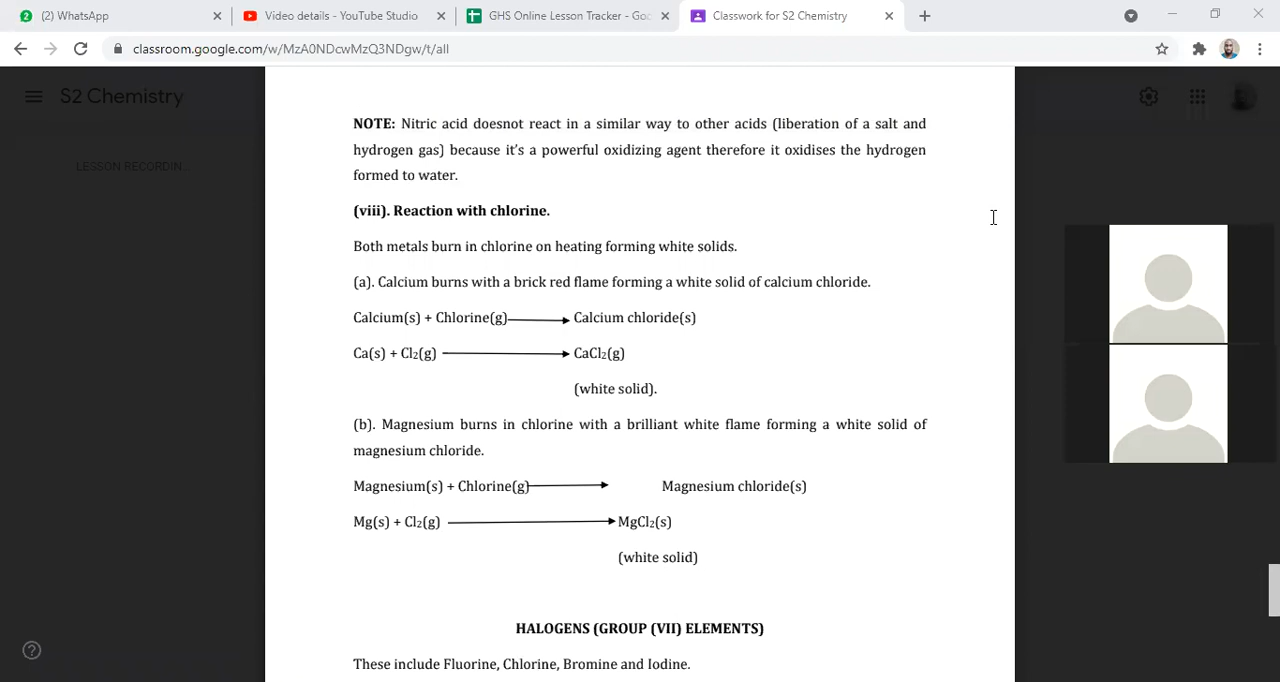 (2) WhatsApp
Video details - YouTube Studio
GHS Online Lesson Tracker - Goo
Classwork for S2 Chemistry
classroom.google.com/w/MzA0NDcwMzQ3NDgw/t/all
S2 Chemistry
LESSON RECORDIN...
NOTE: Nitric acid doesnot react in a similar way to other acids (liberation of a salt and
hydrogen gas) because it's a powerful oxidizing agent therefore it oxidises the hydrogen
formed to water.
(viii). Reaction with chlorine.
Both metals burn in chlorine on heating forming white solids.
(a). Calcium burns with a brick red flame forming a white solid of calcium chloride.
Calcium(s) + Chlorine(g) → Calcium chloride(s)
Ca(s) + Cl₂(g) → CaCl₂(g)
(white solid).
(b). Magnesium burns in chlorine with a brilliant white flame forming a white solid of
magnesium chloride.
Magnesium(s) + Chlorine(g) → Magnesium chloride(s)
Mg(s) + Cl₂(g) → MgCl₂(s)
(white solid)
HALOGENS (GROUP (VII) ELEMENTS)
These include Fluorine, Chlorine, Bromine and Iodine.